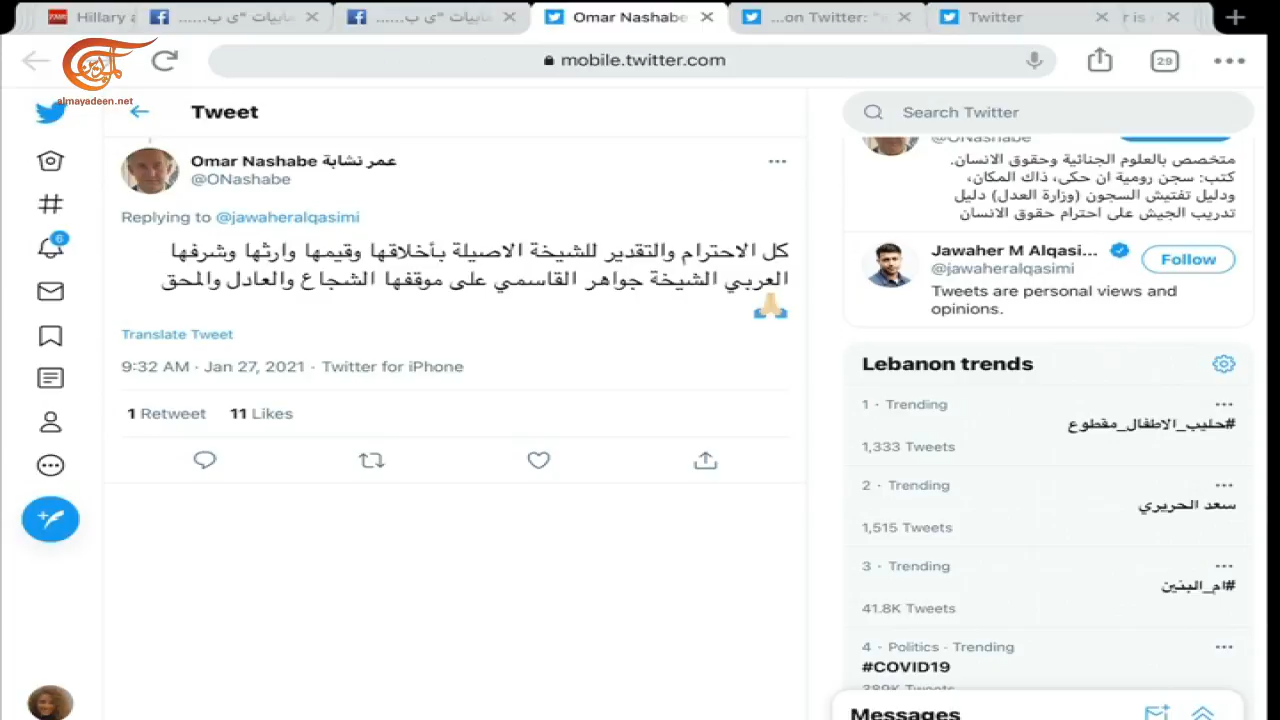 Hillary a
سابيات "ى ب......
سابيات "ى ب......
Omar Nashabe
...on Twitter: "
Twitter
r is
mobile.twitter.com
29
الميادين
almayadeen.net
Tweet
Search Twitter
Omar Nashabe عمر نشابة
@ONashabe
Replying to @jawaheralqasimi
كل الاحترام والتقدير للشيخة الاصيلة بأخلاقها وقيمها وارثها وشرفها
العربي الشيخة جواهر القاسمي على موقفها الشجاع والعادل والمحق
Translate Tweet
9:32 AM · Jan 27, 2021 · Twitter for iPhone
1 Retweet 11 Likes
6
@ONashabe
متخصص بالعلوم الجنائية وحقوق الانسان.
كتب: سجن رومية ان حكى، ذاك المكان،
ودليل تفتيش السجون (وزارة العدل) دليل
تدريب الجيش على احترام حقوق الانسان
Jawaher M Alqasi...
@jawaheralqasimi
Follow
Tweets are personal views and
opinions.
Lebanon trends
1 · Trending
#حليب_الاطفال_مقطوع
1,333 Tweets
2 · Trending
سعد الحريري
1,515 Tweets
3 · Trending
#ام_البنين
41.8K Tweets
4 · Politics · Trending
#COVID19
389K Tweets
Messages